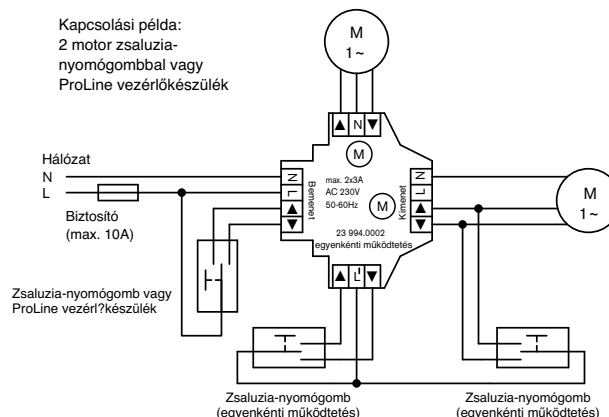 Kapcsolási példa:
2 motor zsaluzia-
nyomógombbal vagy
ProLine vezérlőkészülék
M
1~
▲ N ▼
Hálózat
N
L
Biztosító
(max. 10A)
N
L
▲
▼
Bemenet
M
max. 2x3A
AC 230V
50-60Hz
M
Kimenet
N
L
▲
▼
M
1~
23 994.0002
egyenkénti működtetés
▲ L' ▼
Zsaluzia-nyomógomb vagy
ProLine vezérl?készülék
Zsaluzia-nyomógomb
(egyenkénti működtetés)
Zsaluzia-nyomógomb
(egyenkénti működtetés)